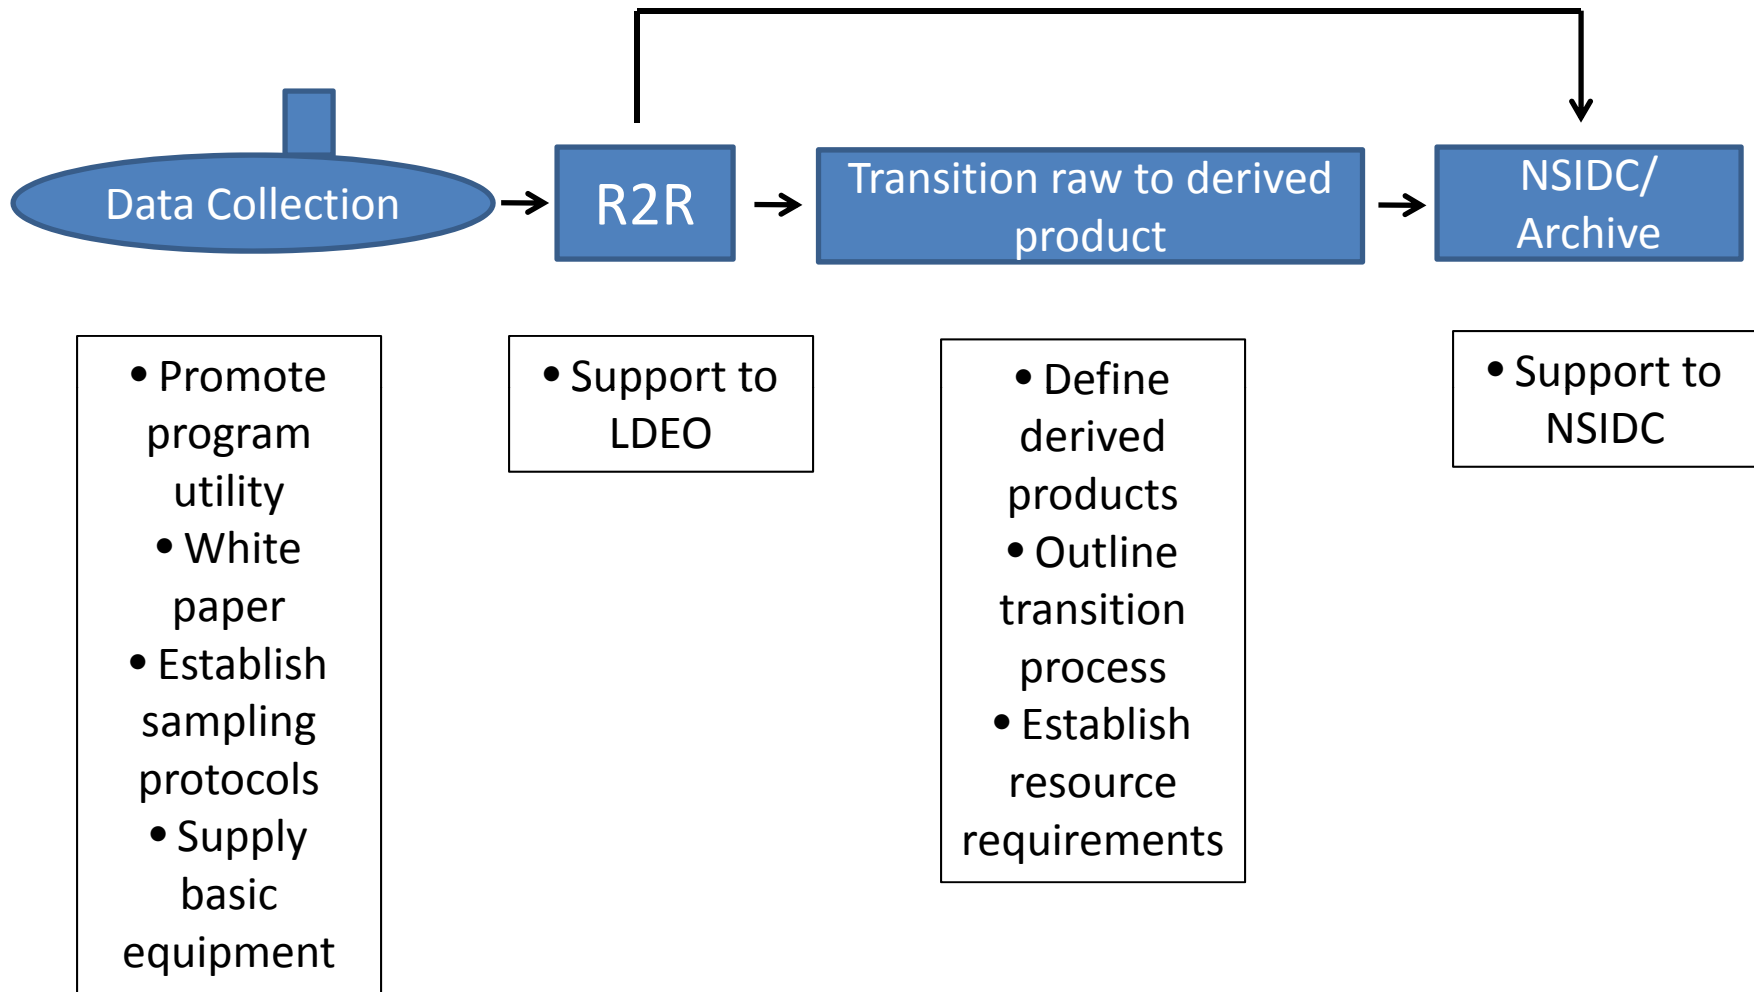 Data Collection
R2R
Transition raw to derived
product
NSIDC/
Archive
• Promote
program
utility
• White
paper
• Establish
sampling
protocols
• Supply
basic
equipment
• Support to
LDEO
• Define
derived
products
• Outline
transition
process
• Establish
resource
requirements
• Support to
NSIDC